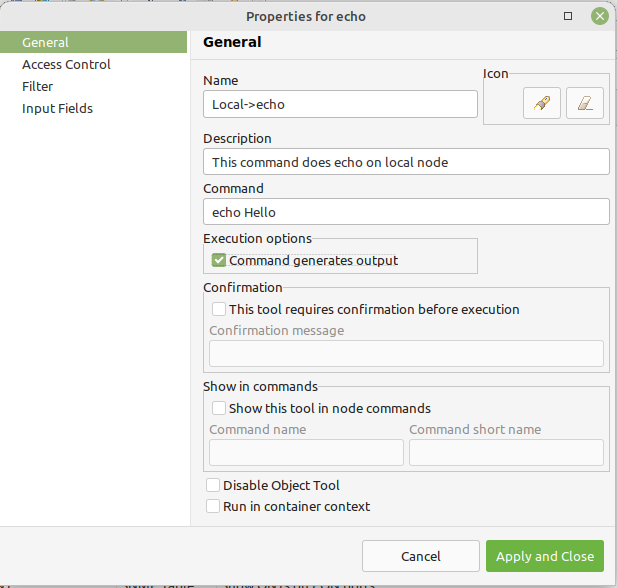 Properties for echo
General
Access Control
Filter
Input Fields
General
Name
Icon
Local->echo
Description
This command does echo on local node
Command
echo Hello
Execution options
Command generates output
Confirmation
This tool requires confirmation before execution
Confirmation message
Show in commands
Show this tool in node commands
Command name
Command short name
Disable Object Tool
Run in container context
Cancel
Apply and Close